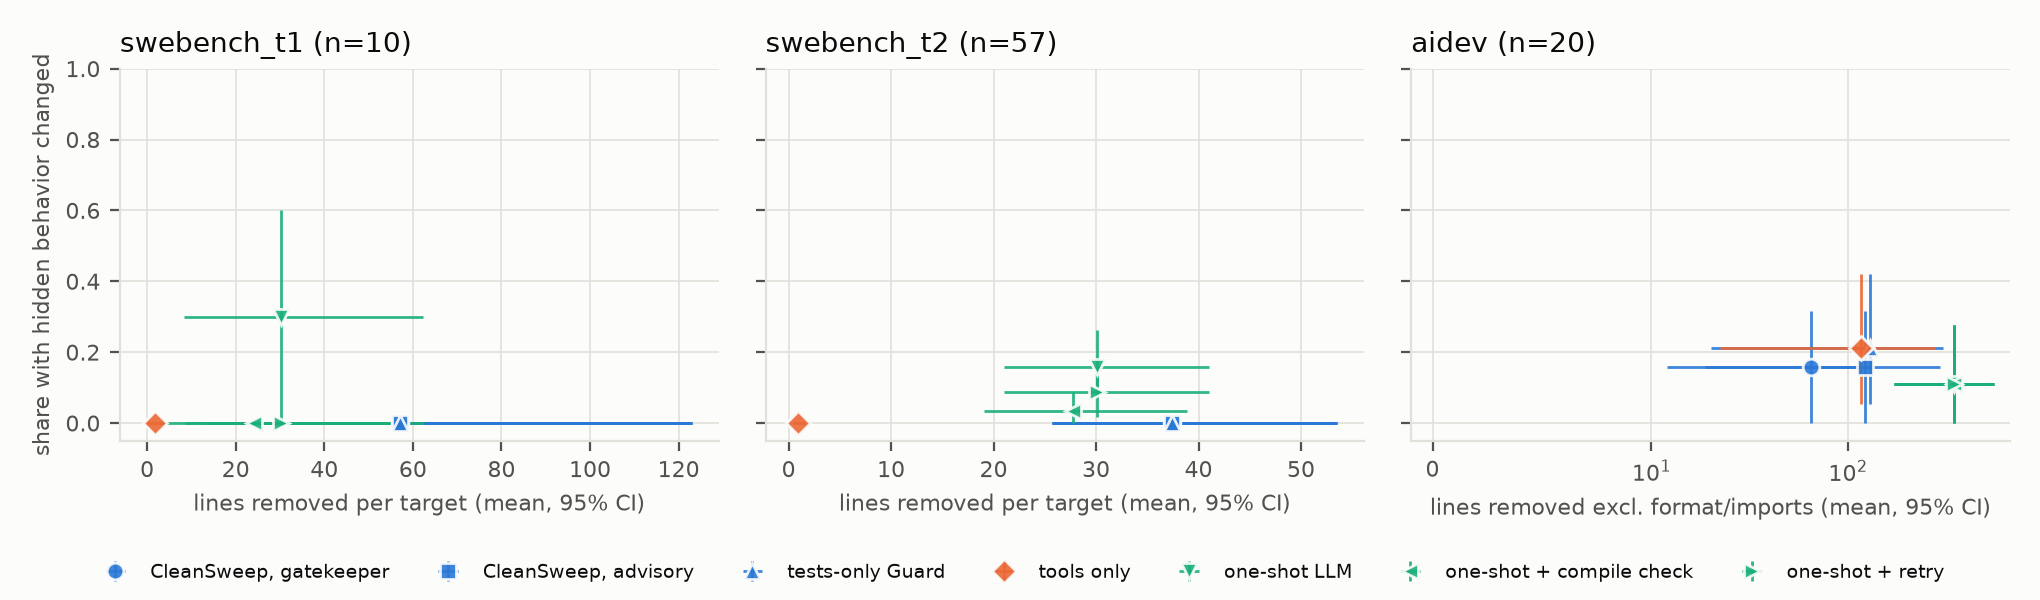 swebench_t1 (n=10)
swebench_t2 (n=57)
aidev (n=20)
share with hidden behavior changed
1.0
0.8
0.6
0.4
0.2
0.0
0 20 40 60 80 100 120
0 10 20 30 40 50
0 10¹ 10²
lines removed per target (mean, 95% CI)
lines removed per target (mean, 95% CI)
lines removed excl. format/imports (mean, 95% CI)
CleanSweep, gatekeeper
CleanSweep, advisory
tests-only Guard
tools only
one-shot LLM
one-shot + compile check
one-shot + retry